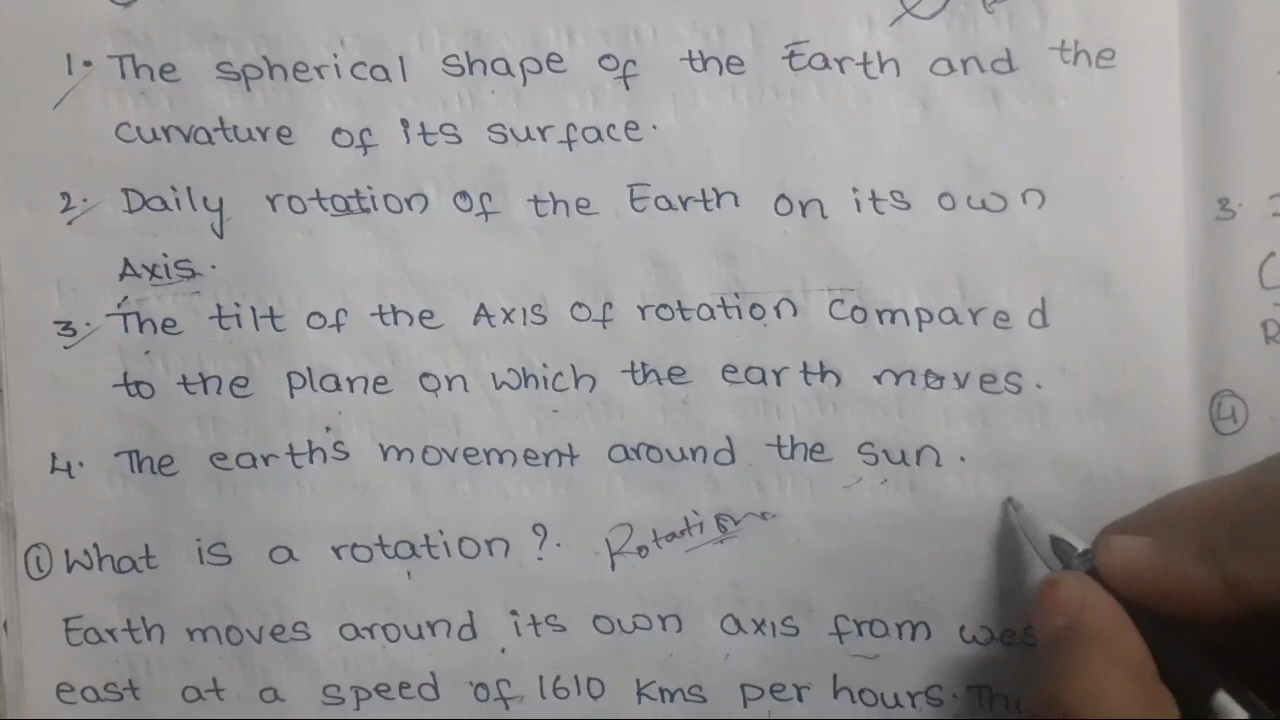 1. The spherical shape of the Earth and the
curvature of its surface.
2. Daily rotation of the Earth on its own
Axis.
3. The tilt of the Axis of rotation compared
to the plane on which the earth moves.
4. The earth's movement around the sun.
① What is a rotation ?. Rotation
Earth moves around its own axis from
east at a speed of 1610 kms per hours.
3.
④